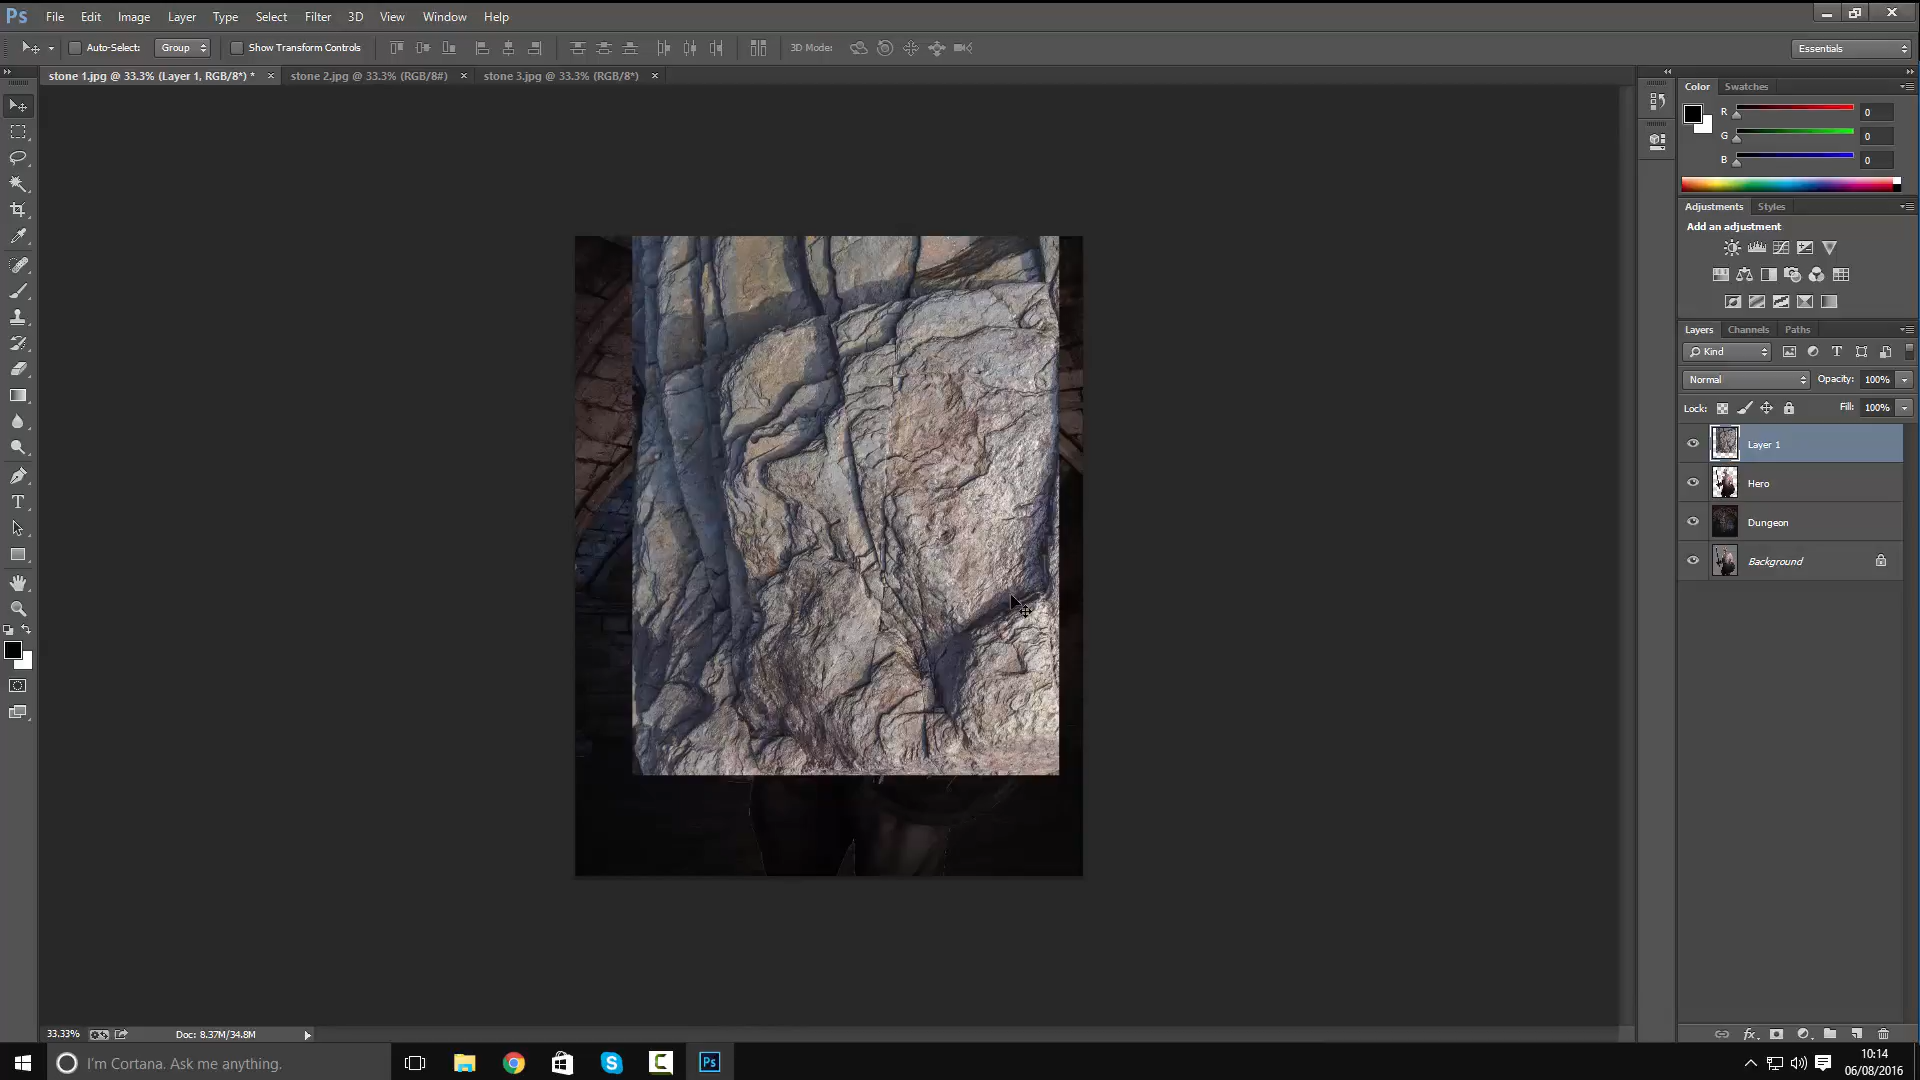 Ps File Edit Image Layer Type Select Filter 3D View Window Help
Auto-Select: Group Show Transform Controls 3D Mode: Essentials
stone 1.jpg @ 33.3% (Layer 1, RGB/8*) * × stone 2.jpg @ 33.3% (RGB/8#) × stone 3.jpg @ 33.3% (RGB/8*) ×
Color Swatches
R 0
G 0
B 0
Adjustments Styles
Add an adjustment
Layers Channels Paths
Kind
Normal Opacity: 100%
Lock: Fill: 100%
Layer 1
Hero
Dungeon
Background
33.33% Doc: 8.37M/34.8M
I'm Cortana. Ask me anything.
Ps
10:14
06/08/2016